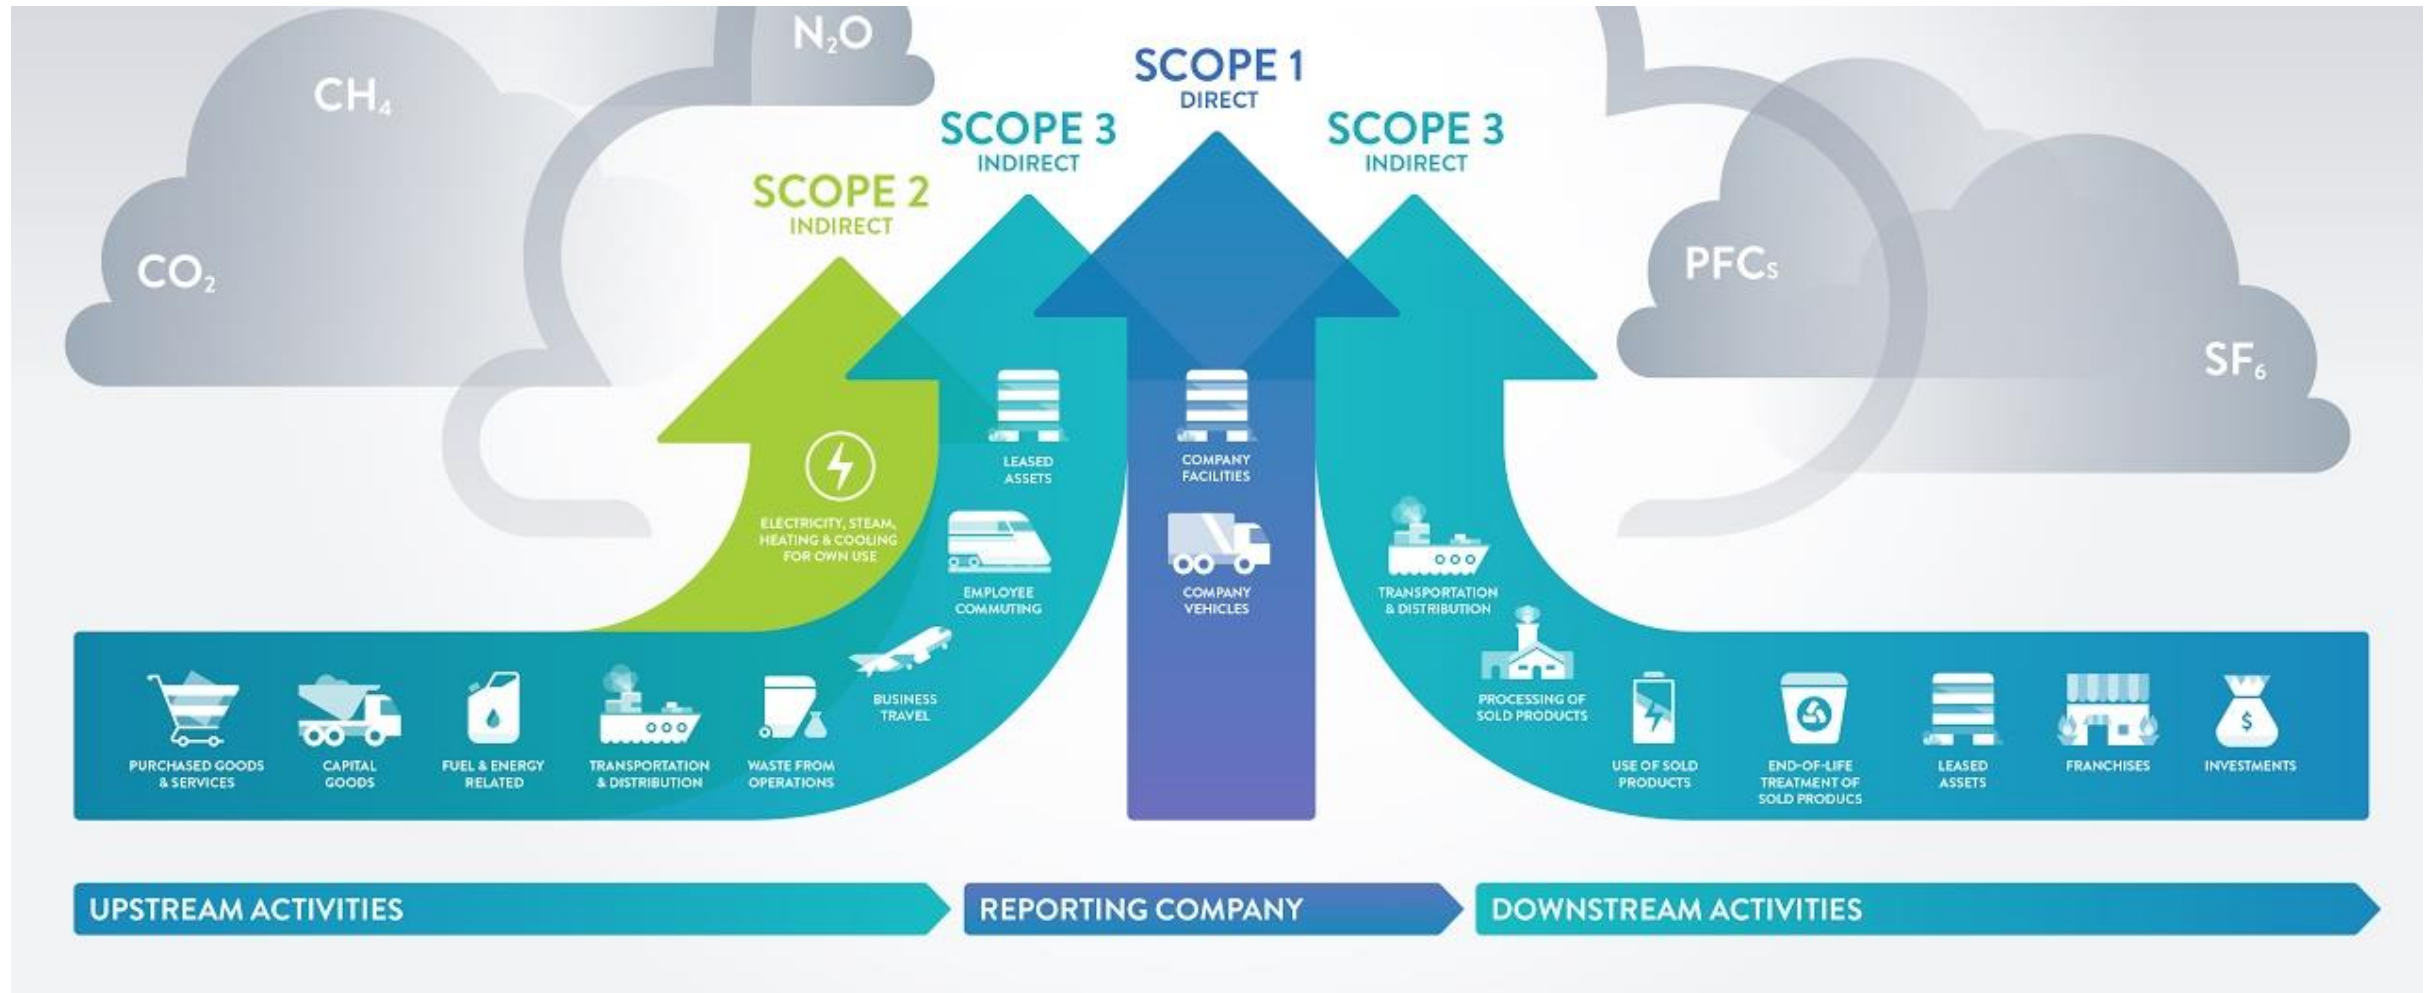 CH₄
CO₂
N₂O
SCOPE 2
INDIRECT
SCOPE 3
INDIRECT
SCOPE 1
DIRECT
SCOPE 3
INDIRECT
PFCs
SF₆
ELECTRICITY, STEAM,
HEATING & COOLING
FOR OWN USE
LEASED
ASSETS
EMPLOYEE
COMMUTING
BUSINESS
TRAVEL
COMPANY
FACILITIES
COMPANY
VEHICLES
TRANSPORTATION
& DISTRIBUTION
PROCESSING OF
SOLD PRODUCTS
PURCHASED GOODS
& SERVICES
CAPITAL
GOODS
FUEL & ENERGY
RELATED
TRANSPORTATION
& DISTRIBUTION
WASTE FROM
OPERATIONS
USE OF SOLD
PRODUCTS
END-OF-LIFE
TREATMENT OF
SOLD PRODUCS
LEASED
ASSETS
FRANCHISES
$
INVESTMENTS
UPSTREAM ACTIVITIES
REPORTING COMPANY
DOWNSTREAM ACTIVITIES